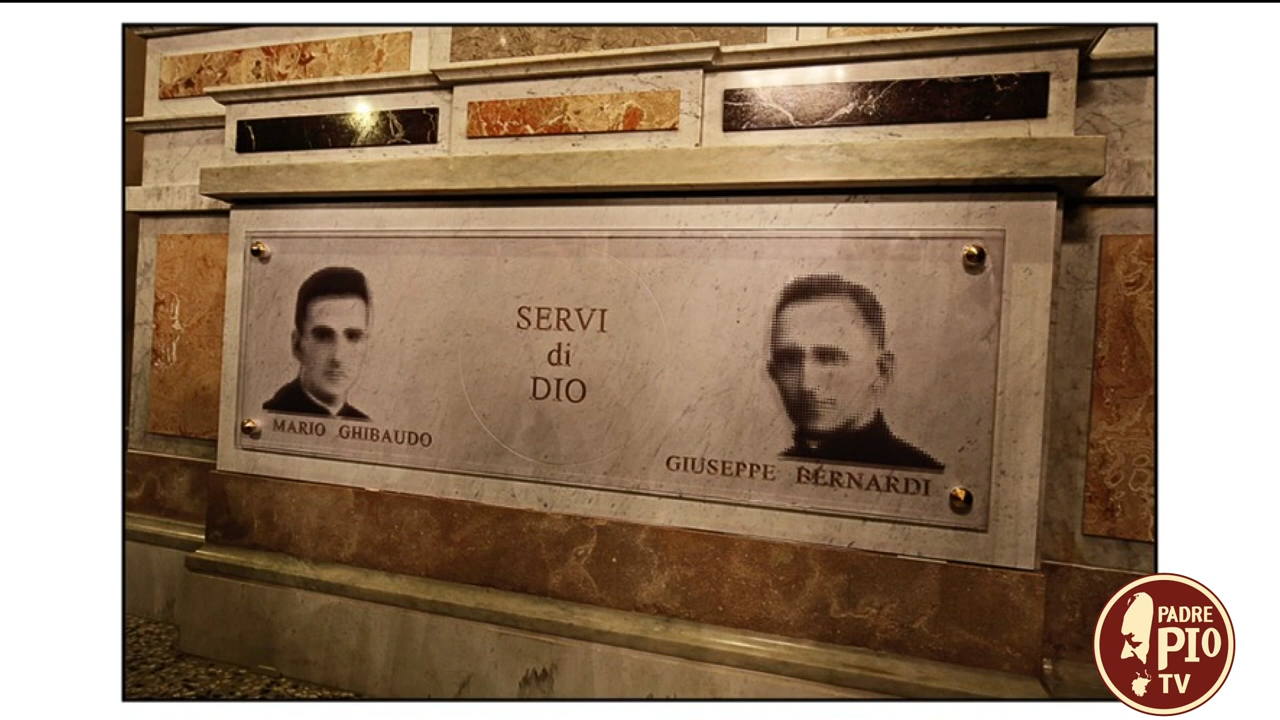 SERVI
di
DIO
MARIO GHIBAUDO
GIUSEPPE BERNARDI
PADRE
PIO
TV